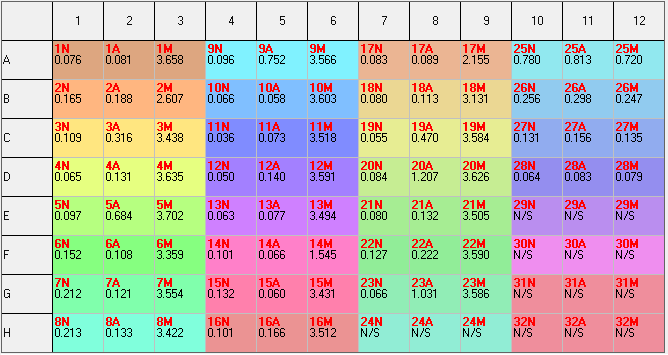 1 2 3 4 5 6 7 8 9 10 11 12
1N 1A 1M 9N 9A 9M 17N 17A 17M 25N 25A 25M
A 0.076 0.081 3.658 0.096 0.752 3.566 0.083 0.089 2.155 0.780 0.813 0.720
2N 2A 2M 10N 10A 10M 18N 18A 18M 26N 26A 26M
B 0.165 0.188 2.607 0.066 0.058 3.603 0.080 0.113 3.131 0.256 0.298 0.247
3N 3A 3M 11N 11A 11M 19N 19A 19M 27N 27A 27M
C 0.109 0.316 3.438 0.036 0.073 3.518 0.055 0.470 3.584 0.131 0.156 0.135
4N 4A 4M 12N 12A 12M 20N 20A 20M 28N 28A 28M
D 0.065 0.131 3.635 0.050 0.140 3.591 0.084 1.207 3.626 0.064 0.083 0.079
5N 5A 5M 13N 13A 13M 21N 21A 21M 29N 29A 29M
E 0.097 0.684 3.702 0.063 0.077 3.494 0.080 0.132 3.505 N/S N/S N/S
6N 6A 6M 14N 14A 14M 22N 22A 22M 30N 30A 30M
F 0.152 0.108 3.359 0.101 0.066 1.545 0.127 0.222 3.590 N/S N/S N/S
7N 7A 7M 15N 15A 15M 23N 23A 23M 31N 31A 31M
G 0.212 0.121 3.554 0.132 0.060 3.431 0.066 1.031 3.586 N/S N/S N/S
8N 8A 8M 16N 16A 16M 24N 24A 24M 32N 32A 32M
H 0.213 0.133 3.422 0.101 0.166 3.512 N/S N/S N/S N/S N/S N/S